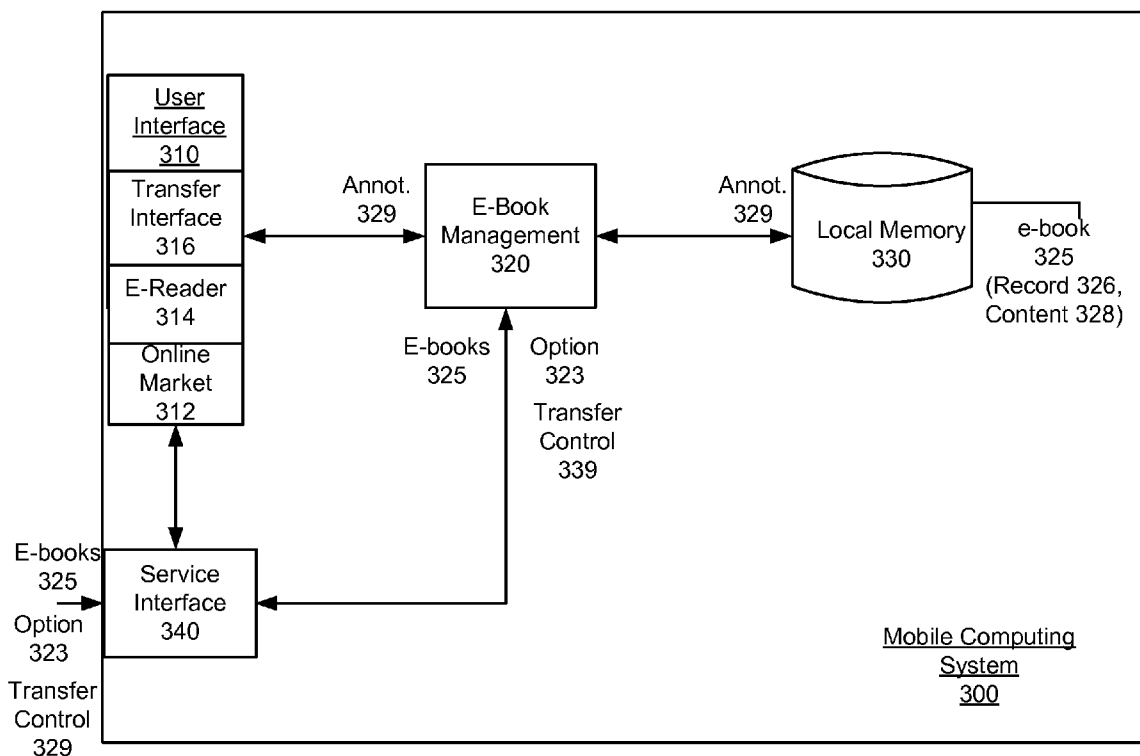 User
Interface
310
Transfer
Interface
316
E-Reader
314
Online
Market
312
Annot.
329
E-Book
Management
320
Annot.
329
Local Memory
330
e-book
325
(Record 326,
Content 328)
E-books
325
Option
323
Transfer
Control
339
E-books
325
Option
323
Transfer
Control
329
Service
Interface
340
Mobile Computing
System
300